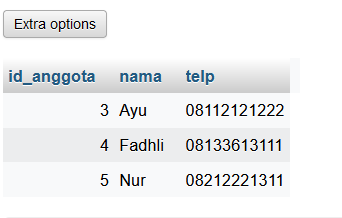 Extra options
id_anggota nama telp
3 Ayu 08112121222
4 Fadhli 08133613111
5 Nur 08212221311